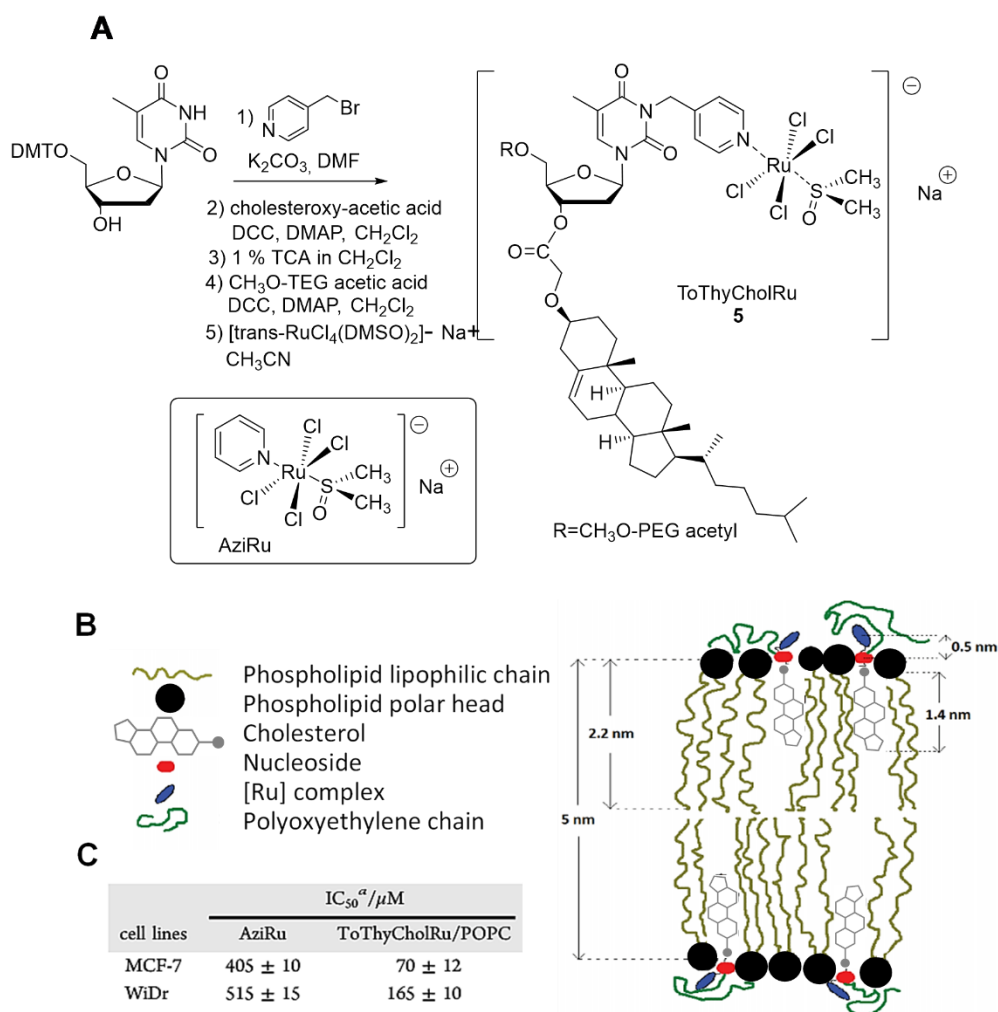 A
O
NH
N
O
DMTO
O
HO
1)
N
Br
K₂CO₃, DMF
2) cholesteroxy-acetic acid
DCC, DMAP, CH₂Cl₂
3) 1 % TCA in CH₂Cl₂
4) CH₃O-TEG acetic acid
DCC, DMAP, CH₂Cl₂
5) [trans-RuCl₄(DMSO)₂]- Na+
CH₃CN
O
N
N
O
RO
O
O
O
O
N
Cl
Cl
Ru
Cl
Cl
S
O
CH₃
CH₃
⊖
Na⊕
ToThyCholRu
5
H
H
R=CH₃O-PEG acetyl
N
Cl
Cl
Ru
Cl
Cl
S
O
CH₃
CH₃
⊖
Na⊕
AziRu
B
Phospholipid lipophilic chain
Phospholipid polar head
Cholesterol
Nucleoside
[Ru] complex
Polyoxyethylene chain
0.5 nm
1.4 nm
2.2 nm
5 nm
C
IC₅₀ᵃ/μM
cell lines AziRu ToThyCholRu/POPC
MCF-7 405 ± 10 70 ± 12
WiDr 515 ± 15 165 ± 10